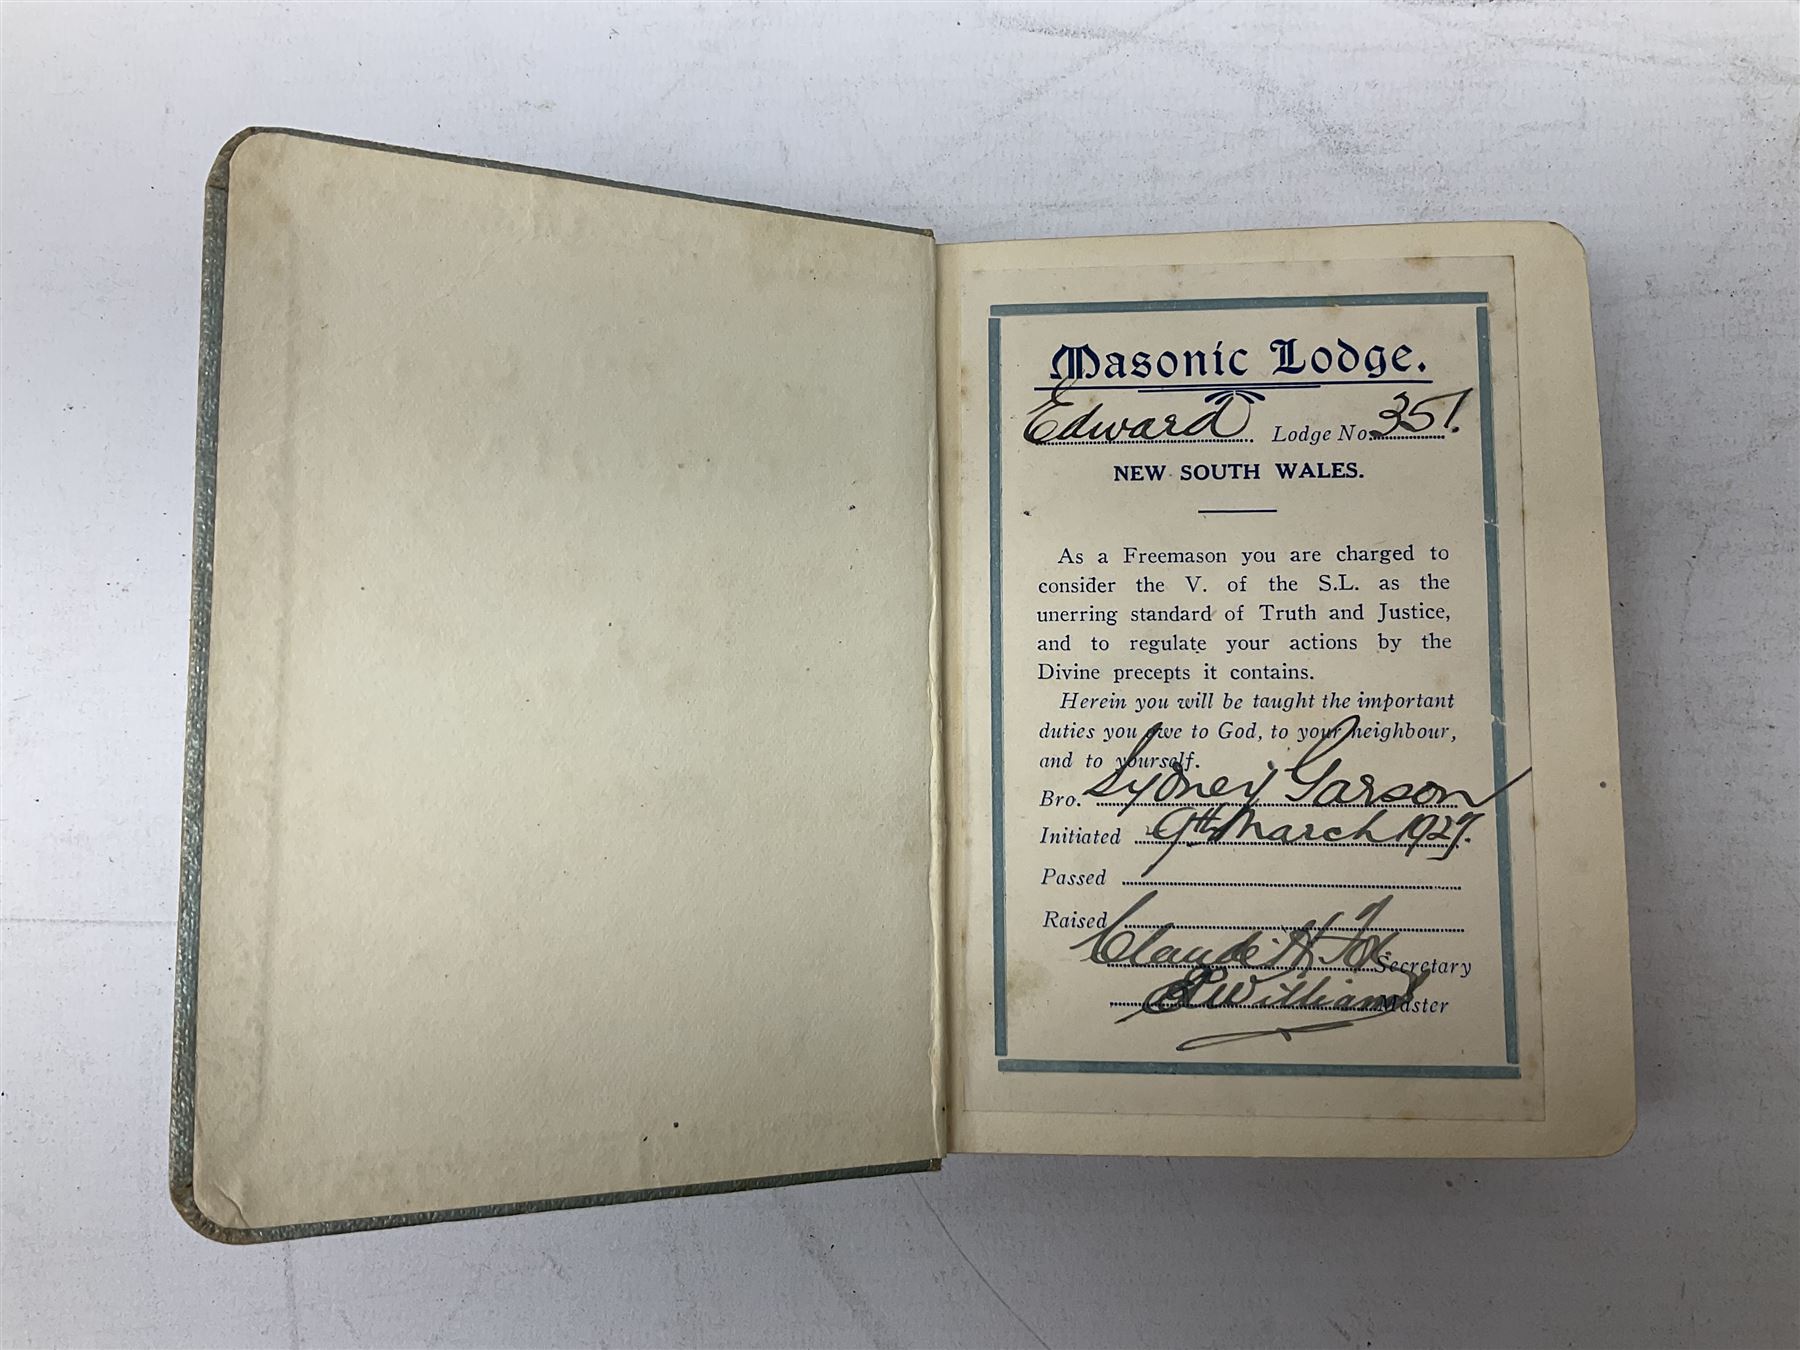 Masonic Lodge.
Edward Lodge No. 351.
NEW SOUTH WALES.
As a Freemason you are charged to
consider the V. of the S.L. as the
unerring standard of Truth and Justice,
and to regulate your actions by the
Divine precepts it contains.
Herein you will be taught the important
duties you owe to God, to your neighbour,
and to yourself.
Bro. Sydney Garson
Initiated 9th March 1927.
Passed
Raised
Claude H. Secretary
Williams Master